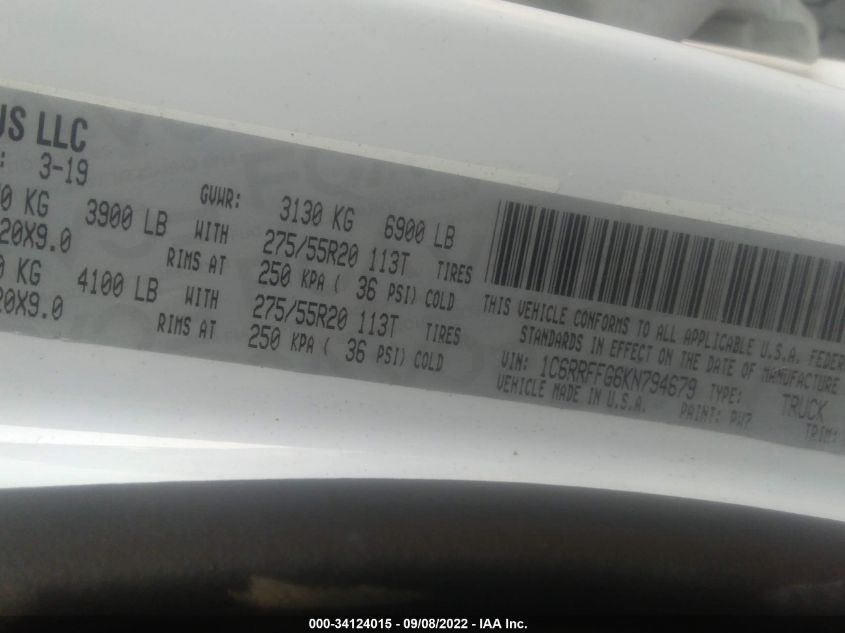 US LLC
: 3-19
0 KG 3900 LB
20X9.0
0 KG 4100 LB
20X9.0
GVWR: 3130 KG 6900 LB
WITH 275/55R20 113T TIRES
RIMS AT 250 KPA ( 36 PSI) COLD
WITH 275/55R20 113T TIRES
RIMS AT 250 KPA ( 36 PSI) COLD
THIS VEHICLE CONFORMS TO ALL APPLICABLE U.S.A. FEDER
STANDARDS IN EFFECT ON THE DATE OF MANUFACTURE
VIN: 1C6RRFFG6KN794679 TYPE: TRUCK
VEHICLE MADE IN U.S.A. PAINT: PW7 TRIM:
000-34124015 - 09/08/2022 - IAA Inc.